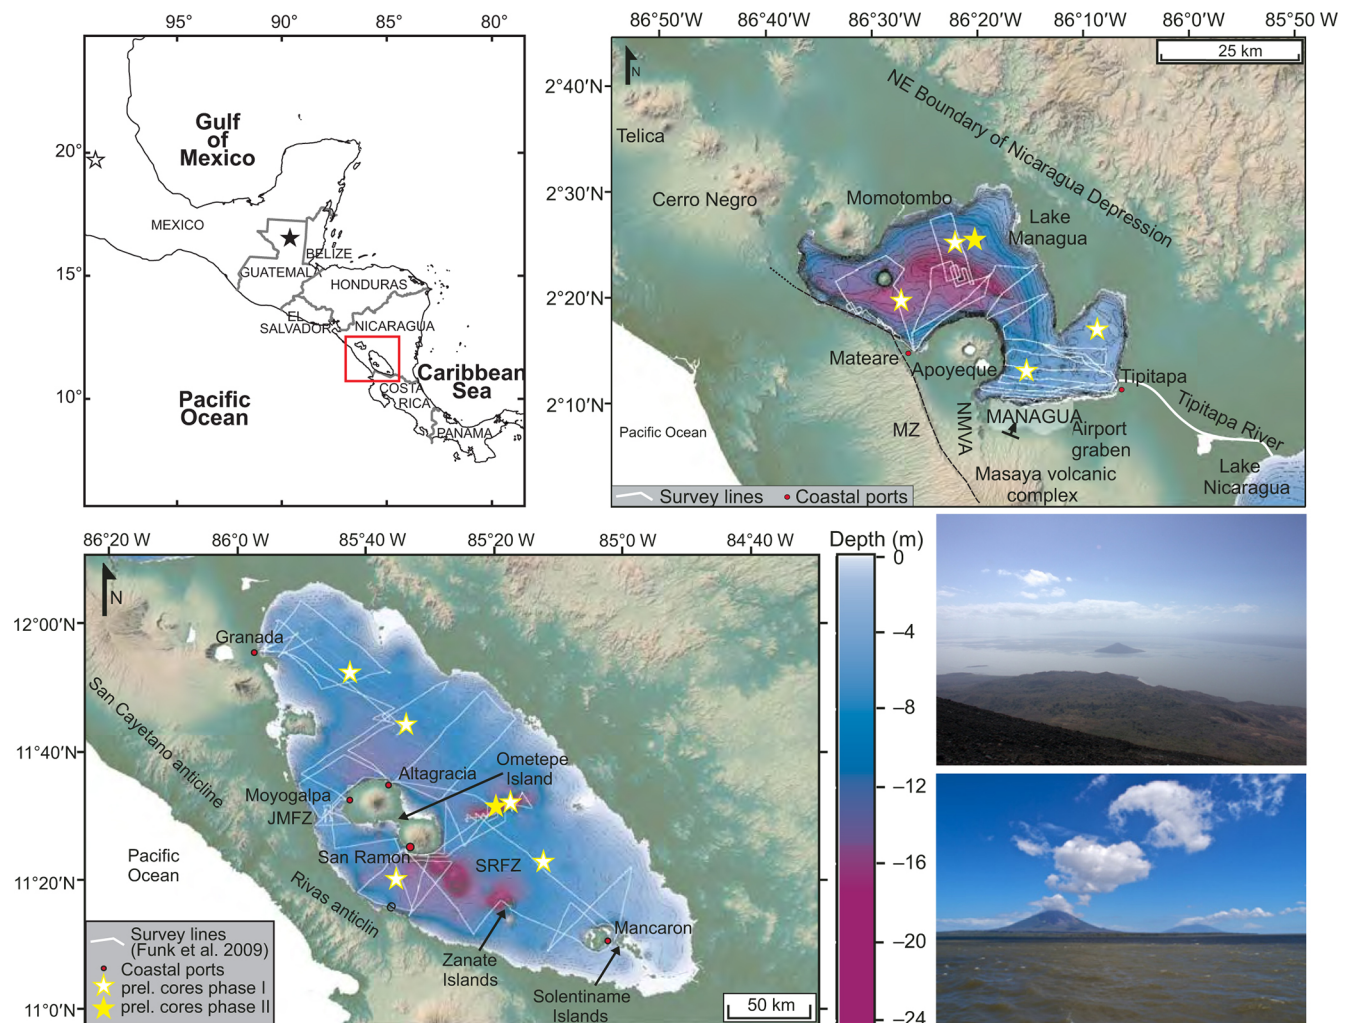 95°
90°
85°
80°
20°
15°
10°
Gulf
of
Mexico
MEXICO
BELIZE
GUATEMALA
HONDURAS
EL
SALVADOR
NICARAGUA
COSTA
RICA
PANAMA
Caribbean
Sea
Pacific
Ocean
86°50'W
86°40'W
86°30'W
86°20'W
86°10'W
86°0'W
85°50 W
2°40'N
2°30'N
2°20'N
2°10'N
25 km
N
NE Boundary of Nicaragua Depression
Telica
Cerro Negro
Momotombo
Lake
Managua
Mateare
Apoyeque
Tipitapa
Tipitapa River
MANAGUA
NMVA
MZ
Airport
graben
Pacific Ocean
Masaya volcanic
complex
Lake
Nicaragua
Survey lines
Coastal ports
86°20 W
86°0'W
85°40 W
85°20 W
85°0 W
84°40 W
12°00'N
11°40'N
11°20'N
11°0'N
N
Granada
San Cayetano anticline
Altagracia
Ometepe
Island
Moyogalpa
JMFZ
San Ramon
SRFZ
Pacific
Ocean
Rivas anticlin
e
Zanate
Islands
Mancaron
Solentiname
Islands
Survey lines
(Funk et al. 2009)
Coastal ports
prel. cores phase I
prel. cores phase II
50 km
Depth (m)
0
–4
–8
–12
–16
–20
–24